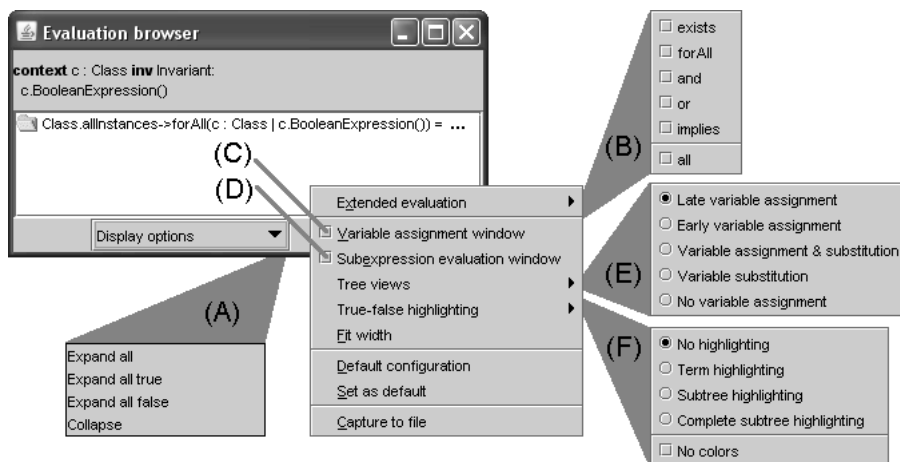 Evaluation browser
context c : Class inv Invariant:
c.BooleanExpression()
Class.allInstances->forAll(c : Class | c.BooleanExpression()) = ...
(C)
(D)
Display options
(A)
Expand all
Expand all true
Expand all false
Collapse
Extended evaluation
Variable assignment window
Subexpression evaluation window
Tree views
True-false highlighting
Fit width
Default configuration
Set as default
Capture to file
(B)
exists
forAll
and
or
implies
all
(E)
Late variable assignment
Early variable assignment
Variable assignment & substitution
Variable substitution
No variable assignment
(F)
No highlighting
Term highlighting
Subtree highlighting
Complete subtree highlighting
No colors